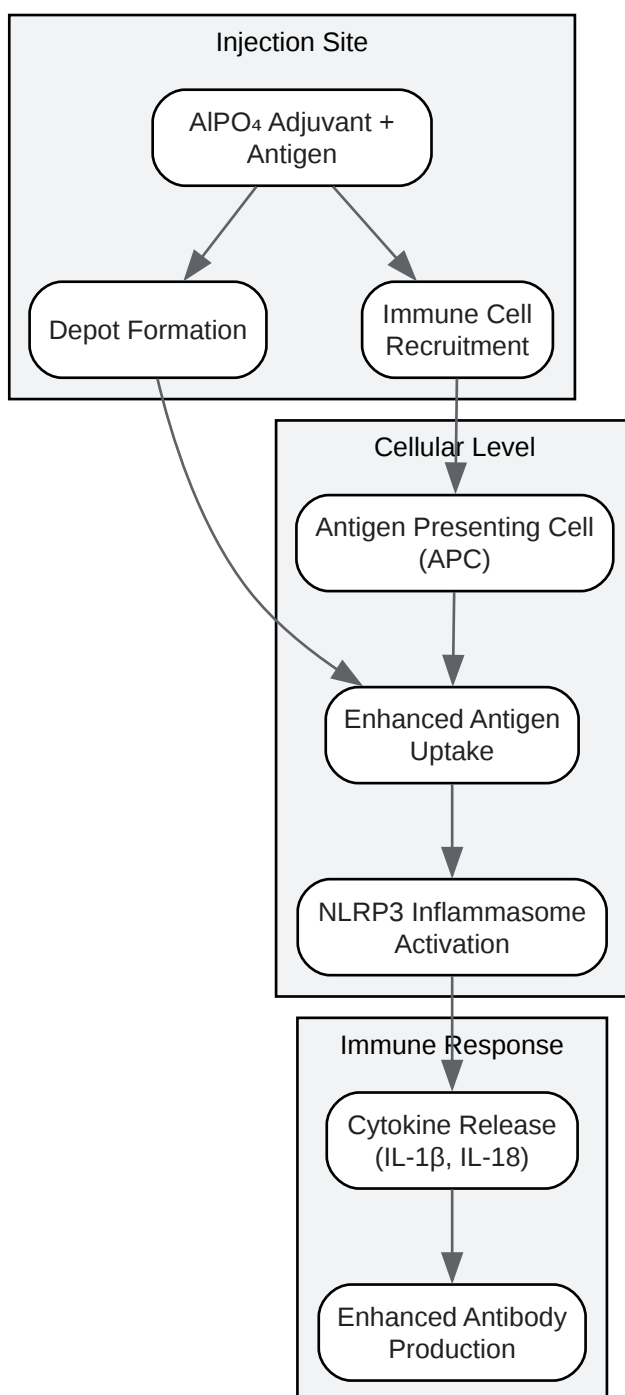 Injection Site
AlPO₄ Adjuvant +
Antigen
Depot Formation
Immune Cell
Recruitment
Cellular Level
Antigen Presenting Cell
(APC)
Enhanced Antigen
Uptake
NLRP3 Inflammasome
Activation
Immune Response
Cytokine Release
(IL-1β, IL-18)
Enhanced Antibody
Production